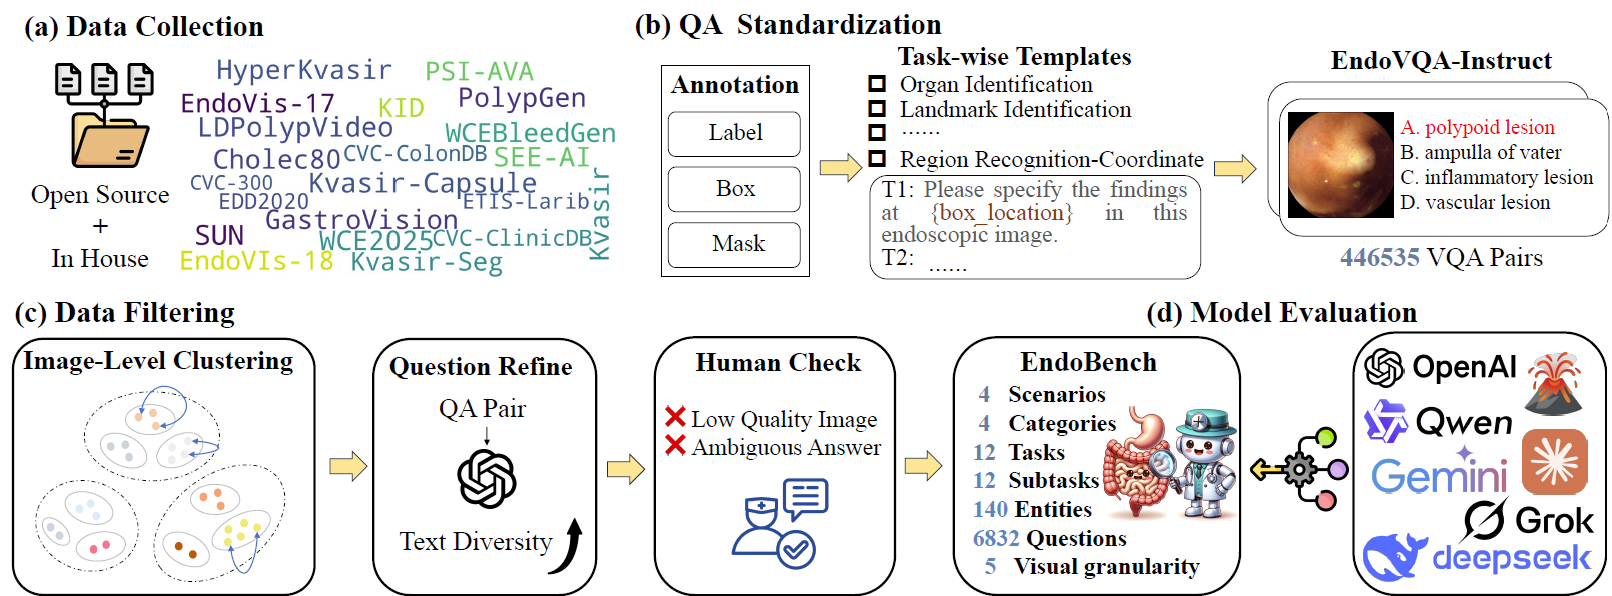 (a) Data Collection
Open Source
+
In House
HyperKvasir
PSI-AVA
EndoVis-17
KID
PolypGen
LDPolypVideo
WCEBleedGen
Cholec80
CVC-ColonDB
SEE-AI
CVC-300
Kvasir-Capsule
EDD2020
ETIS-Larib
Kvasir
GastroVision
SUN
WCE2025
CVC-ClinicDB
EndoVIs-18
Kvasir-Seg
(b) QA Standardization
Annotation
Label
Box
Mask
Task-wise Templates
Organ Identification
Landmark Identification
......
Region Recognition-Coordinate
T1: Please specify the findings
at {box_location} in this
endoscopic image.
T2: ......
EndoVQA-Instruct
A. polypoid lesion
B. ampulla of vater
C. inflammatory lesion
D. vascular lesion
446535 VQA Pairs
(c) Data Filtering
Image-Level Clustering
Question Refine
QA Pair
Text Diversity
Human Check
Low Quality Image
Ambiguous Answer
EndoBench
4 Scenarios
4 Categories
12 Tasks
12 Subtasks
140 Entities
6832 Questions
5 Visual granularity
(d) Model Evaluation
OpenAI
Qwen
Gemini
Grok
deepseek